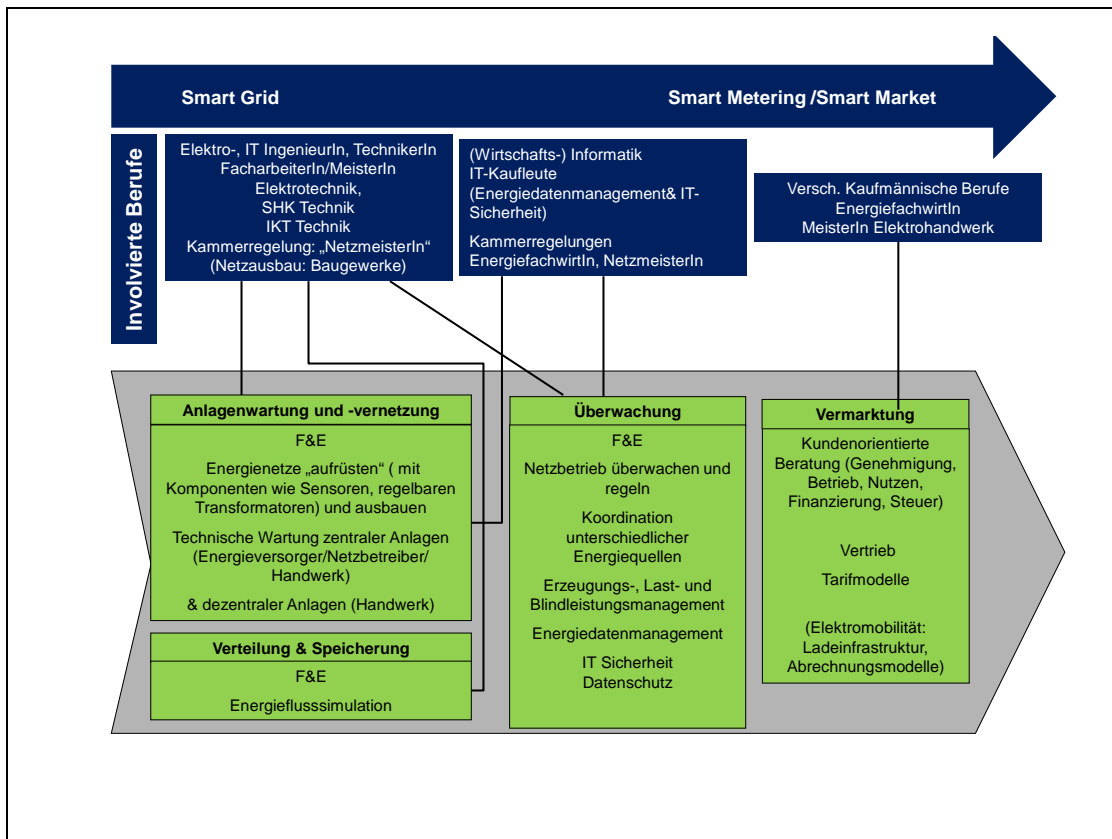 Smart Grid
Smart Metering /Smart Market
Involvierte Berufe
Elektro-, IT IngenieurIn, TechnikerIn
FacharbeiterIn/MeisterIn
Elektrotechnik,
SHK Technik
IKT Technik
Kammerregelung: „NetzmeisterIn“
(Netzausbau: Baugewerke)
(Wirtschafts-) Informatik
IT-Kaufleute
(Energiedatenmanagement& IT-
Sicherheit)
Kammerregelungen
EnergiefachwirtIn, NetzmeisterIn
Versch. Kaufmännische Berufe
EnergiefachwirtIn
MeisterIn Elektrohandwerk
Anlagenwartung und -vernetzung
F&E
Energienetze „aufrüsten“ ( mit
Komponenten wie Sensoren, regelbaren
Transformatoren) und ausbauen
Technische Wartung zentraler Anlagen
(Energieversorger/Netzbetreiber/
Handwerk)
& dezentraler Anlagen (Handwerk)
Verteilung & Speicherung
F&E
Energieflusssimulation
Überwachung
F&E
Netzbetrieb überwachen und
regeln
Koordination
unterschiedlicher
Energiequellen
Erzeugungs-, Last- und
Blindleistungsmanagement
Energiedatenmanagement
IT Sicherheit
Datenschutz
Vermarktung
Kundenorientierte
Beratung (Genehmigung,
Betrieb, Nutzen,
Finanzierung, Steuer)
Vertrieb
Tarifmodelle
(Elektromobilität:
Ladeinfrastruktur,
Abrechnungsmodelle)